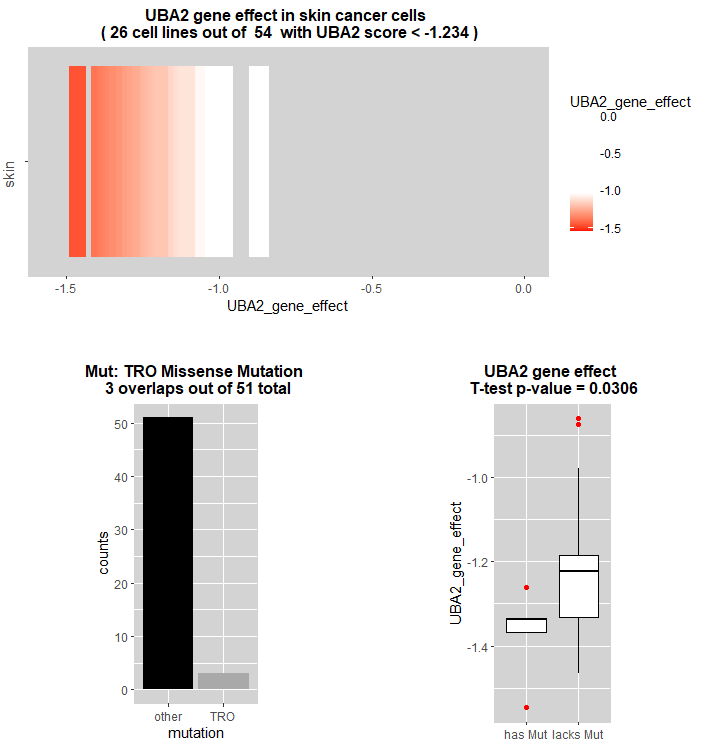 UBA2 gene effect in skin cancer cells
( 26 cell lines out of 54 with UBA2 score < -1.234 )
skin
-1.5
-1.0
-0.5
0.0
UBA2_gene_effect
UBA2_gene_effect
0.0
-0.5
-1.0
-1.5
Mut: TRO Missense Mutation
3 overlaps out of 51 total
counts
50
40
30
20
10
0
other
TRO
mutation
UBA2 gene effect
T-test p-value = 0.0306
UBA2_gene_effect
-1.0
-1.2
-1.4
has Mut
lacks Mut